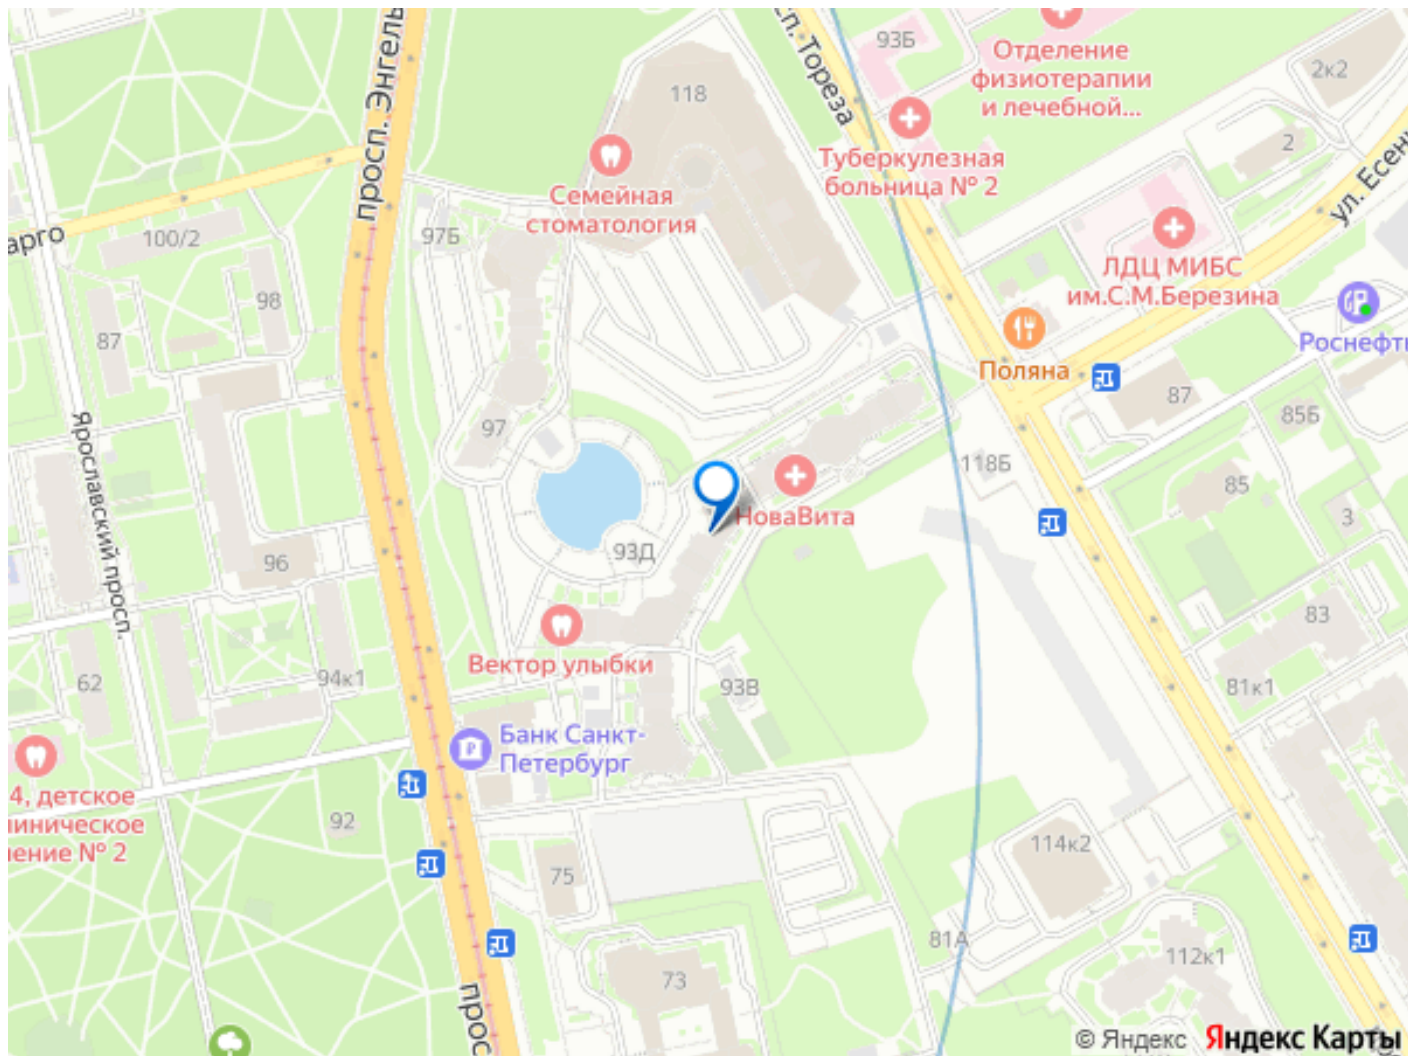 просп. Энгель
сп. Тореза
93Б
Отделение
физиотерапии
и лечебной...
2к2
118
2
Туберкулезная
больница № 2
ул. Есен
Семейная
стоматология
арго
100/2
97Б
ЛДЦ МИБС
им.С.М.Березина
98
Роснефть
87
Поляна
87
85Б
Ярославский просп.
97
118Б
85
3
НоваВита
93Д
96
83
Вектор улыбки
62
94к1
93В
81к1
Банк Санкт-
Петербург
4, детское
линическое
ение № 2
92
114к2
75
81А
112к1
73
прос
© Яндекс Яндекс Карты